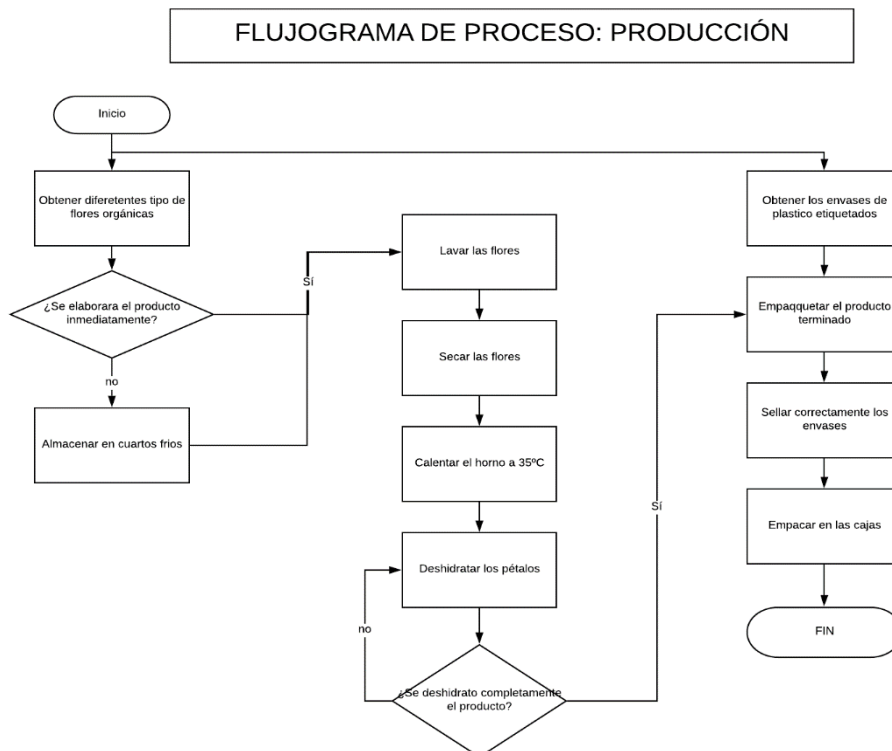 FLUJOGRAMA DE PROCESO: PRODUCCIÓN
Inicio
Obtener diferetentes tipo de
flores orgánicas
¿Se elaborara el producto
inmediatamente?
no
Almacenar en cuartos frios
Sí
Lavar las flores
Secar las flores
Calentar el horno a 35ºC
Deshidratar los pétalos
no
¿Se deshidrato completamente
el producto?
Sí
Obtener los envases de
plastico etiquetados
Empaqquetar el producto
terminado
Sellar correctamente los
envases
Empacar en las cajas
FIN